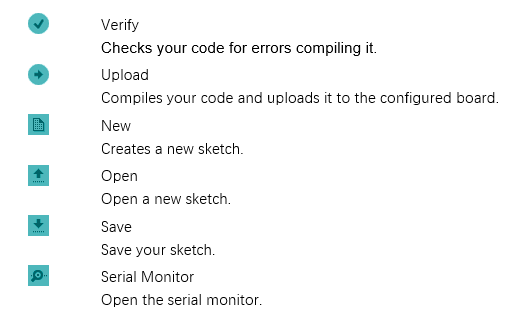 Verify
Checks your code for errors compiling it.
Upload
Compiles your code and uploads it to the configured board.
New
Creates a new sketch.
Open
Open a new sketch.
Save
Save your sketch.
Serial Monitor
Open the serial monitor.